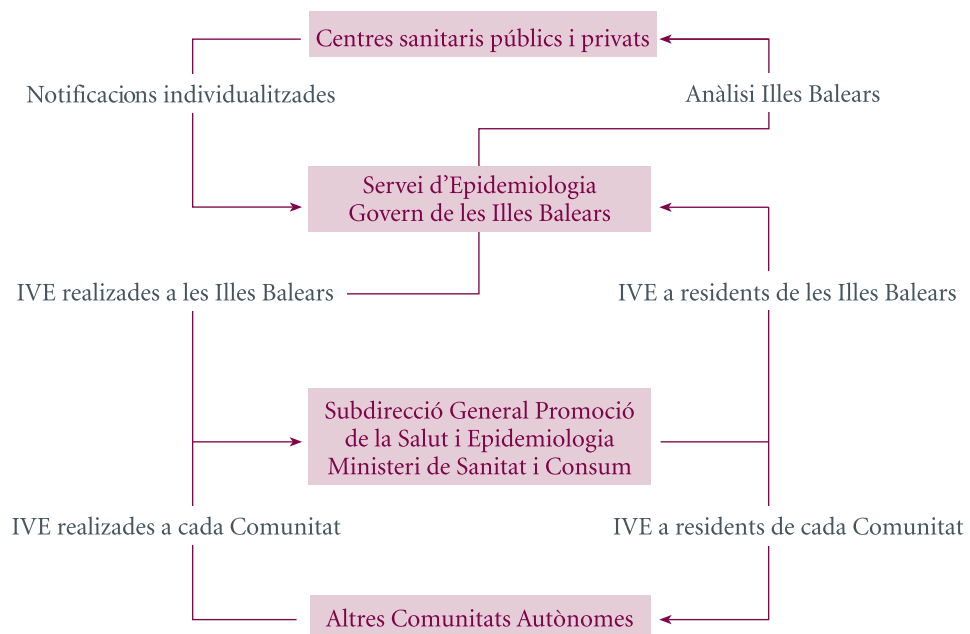 Centres sanitaris públics i privats
Notificacions individualitzades
Anàlisi Illes Balears
Servei d’Epidemiologia
Govern de les Illes Balears
IVE realizades a les Illes Balears
IVE a residents de les Illes Balears
Subdirecció General Promoció
de la Salut i Epidemiologia
Ministeri de Sanitat i Consum
IVE realizades a cada Comunitat
IVE a residents de cada Comunitat
Altres Comunitats Autònomes